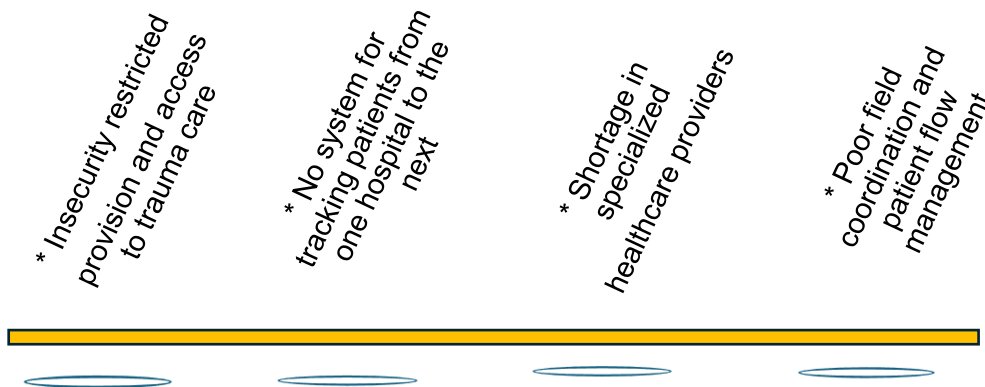 * Insecurity restricted
provision and access
to trauma care
* No system for
tracking patients from
one hospital to the
next
* Shortage in
specialized
healthcare providers
* Poor field
coordination and
patient flow
management